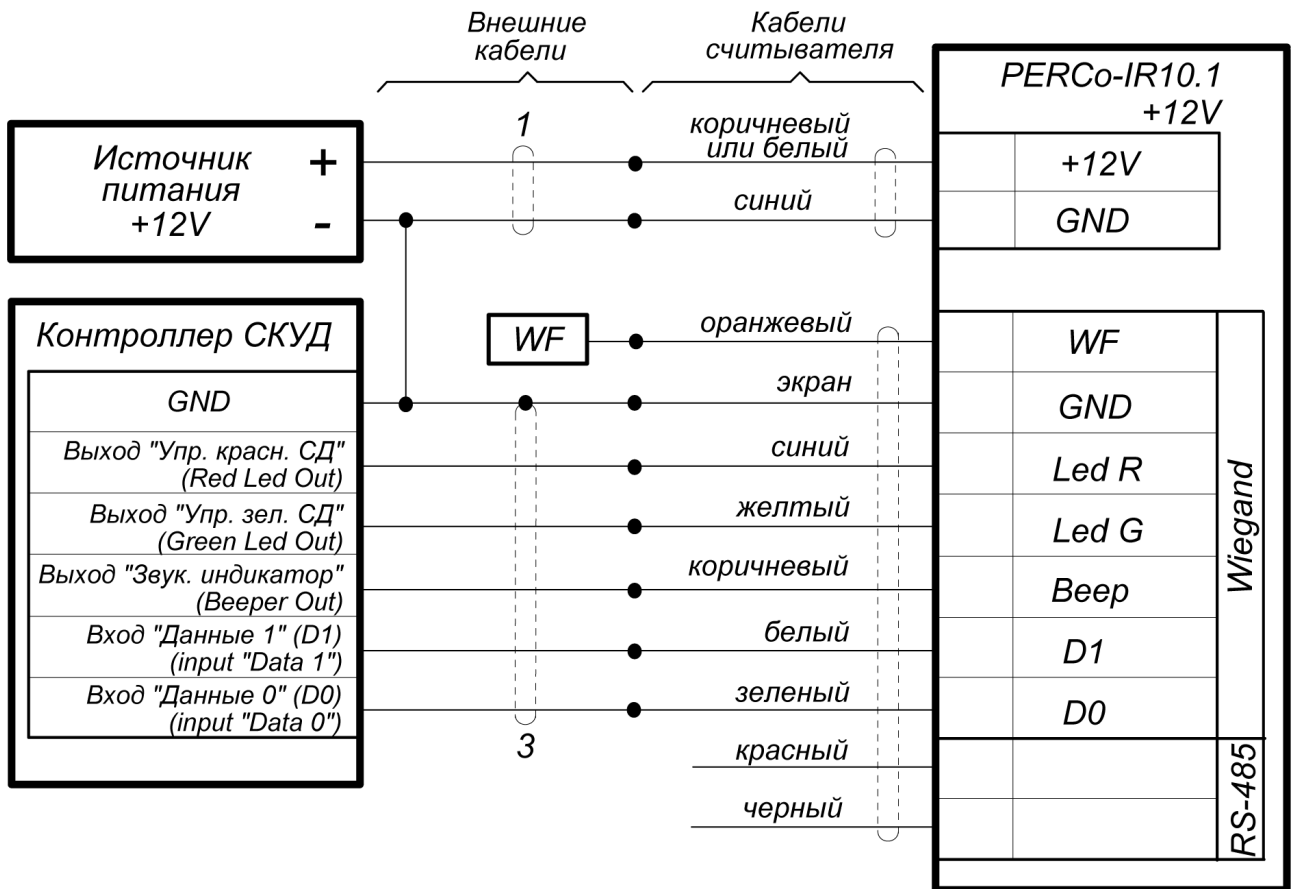 Внешние
кабели
Кабели
считывателя
PERCo-IR10.1
+12V
1
коричневый
или белый
Источник
питания
+12V
+
-
синий
+12V
GND
Контроллер СКУД
WF
оранжевый
WF
GND
экран
GND
Выход "Упр. красн. СД"
(Red Led Out)
синий
Led R
Выход "Упр. зел. СД"
(Green Led Out)
желтый
Led G
Выход "Звук. индикатор"
(Beeper Out)
коричневый
Beep
Вход "Данные 1" (D1)
(input "Data 1")
белый
D1
Вход "Данные 0" (D0)
(input "Data 0")
зеленый
D0
Wiegand
3
красный
черный
RS-485